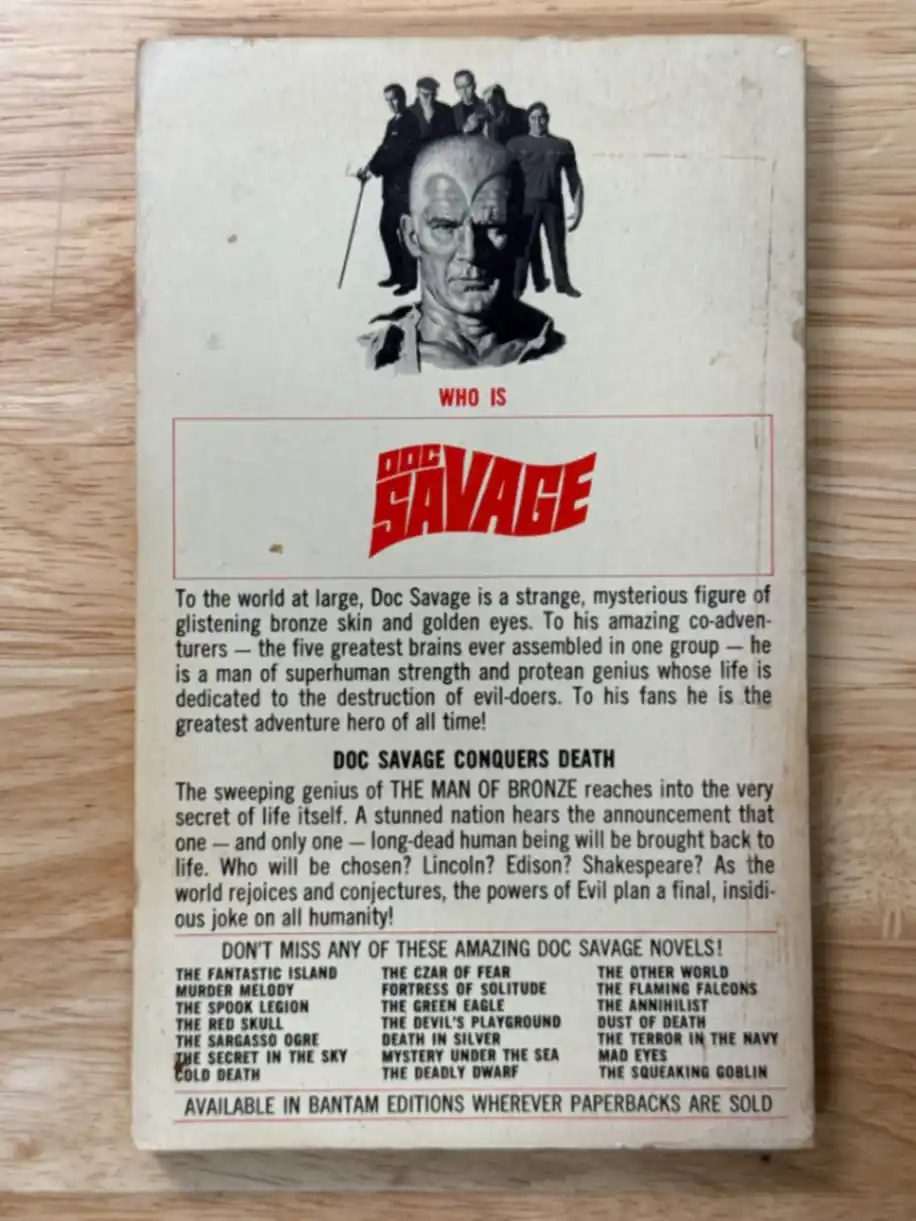 WHO IS
DOC
SAVAGE
To the world at large, Doc Savage is a strange, mysterious figure of
glistening bronze skin and golden eyes. To his amazing co-adven-
turers — the five greatest brains ever assembled in one group — he
is a man of superhuman strength and protean genius whose life is
dedicated to the destruction of evil-doers. To his fans he is the
greatest adventure hero of all time!
DOC SAVAGE CONQUERS DEATH
The sweeping genius of THE MAN OF BRONZE reaches into the very
secret of life itself. A stunned nation hears the announcement that
one — and only one — long-dead human being will be brought back to
life. Who will be chosen? Lincoln? Edison? Shakespeare? As the
world rejoices and conjectures, the powers of Evil plan a final, insidi-
ous joke on all humanity!
DON'T MISS ANY OF THESE AMAZING DOC SAVAGE NOVELS!
THE FANTASTIC ISLAND
MURDER MELODY
THE SPOOK LEGION
THE RED SKULL
THE SARGASSO OGRE
THE SECRET IN THE SKY
COLD DEATH
THE CZAR OF FEAR
FORTRESS OF SOLITUDE
THE GREEN EAGLE
THE DEVIL'S PLAYGROUND
DEATH IN SILVER
MYSTERY UNDER THE SEA
THE DEADLY DWARF
THE OTHER WORLD
THE FLAMING FALCONS
THE ANNIHILIST
DUST OF DEATH
THE TERROR IN THE NAVY
MAD EYES
THE SQUEAKING GOBLIN
AVAILABLE IN BANTAM EDITIONS WHEREVER PAPERBACKS ARE SOLD